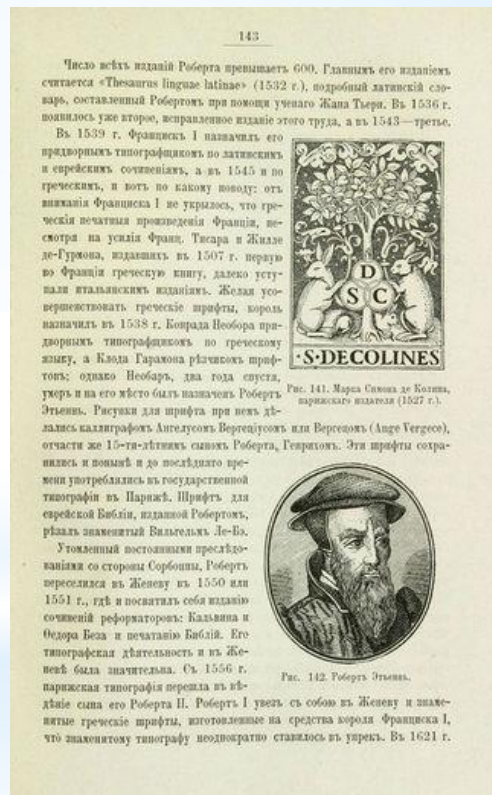 143
Число всѣхъ изданій Роберта превышаетъ 600. Главнымъ его изданіемъ
считается «Thesaurus linguae latinae» (1532 г.), подробный латинскій сло-
варь, составленный Робертомъ при помощи ученаго Жана Тьери. Въ 1536 г.
появилось уже второе, исправленное изданіе этого труда, а въ 1543—третье.
Въ 1539 г. Францискъ I назначилъ его
придворнымъ типографщикомъ по латинскимъ
и еврейскимъ сочиненіямъ, а въ 1545 и по
греческимъ, и вотъ по какому поводу: отъ
вниманія Франциска I не укрылось, что гре-
ческія печатныя произведенія Франціи, не-
смотря на усилія Франц. Тисара и Жилле
де-Гурмона, издавшихъ въ 1507 г. первую
во Франціи греческую книгу, далеко усту-
пали итальянскимъ изданіямъ. Желая усо-
вершенствовать греческіе шрифты, король
назначилъ въ 1538 г. Конрада Необора при-
дворнымъ типографщикомъ по греческому
языку, а Клода Гарамона рѣзчикомъ шриф-
товъ; однако Необаръ, два года спустя,
умеръ и на его мѣсто былъ назначенъ Робертъ
Этьеннъ. Рисунки для шрифта при немъ дѣ-
D
S C
·S·DECOLINES
Рис. 141. Марка Симона де Колина,
парижскаго издателя (1527 г.).
лались каллиграфомъ Ангелусомъ Вергеціусомъ или Версецомъ (Ange Vergece),
отчасти же 15-ти-лѣтнимъ сыномъ Роберта, Генрихомъ. Эти шрифты сохра-
нились и понынѣ и до послѣдняго вре-
мени употреблялись въ государственной
типографіи въ Парижѣ. Шрифтъ для
еврейской Библіи, изданной Робертомъ,
рѣзалъ знаменитый Вильгельмъ Ле-Бэ.
Утомленный постоянными преслѣдо-
ваніями со стороны Сорбонны, Робертъ
переселился въ Женеву въ 1550 или
1551 г., гдѣ и посвятилъ себя изданію
сочиненій реформаторовъ: Кальвина и
Ѳедора Беза и печатанію Библій. Его
типографская дѣятельность и въ Же-
невѣ была значительна. Съ 1556 г.
парижская типографія перешла въ вѣ-
Рис. 142. Робертъ Этьеннъ.
дѣніе сына его Роберта II. Робертъ I увезъ съ собою въ Женеву и знаме-
нитые греческіе шрифты, изготовленные на средства короля Франциска I,
что̀ знаменитому типографу неоднократно ставилось въ упрекъ. Въ 1621 г.